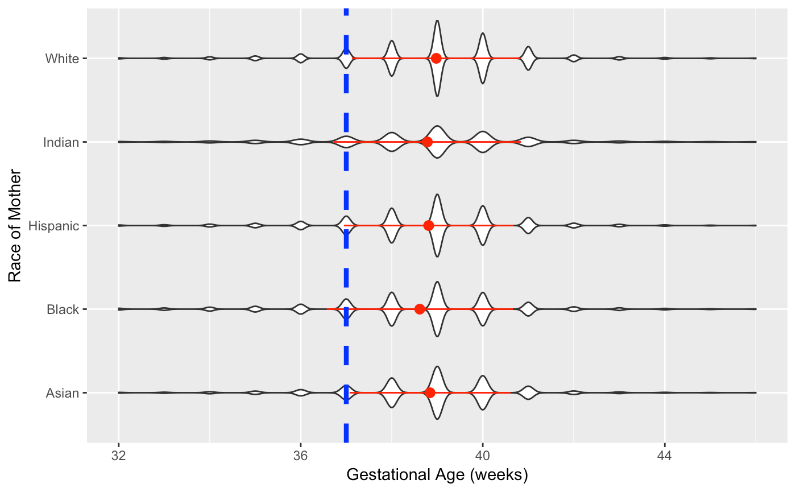 White
Indian
Hispanic
Black
Asian
Race of Mother
32 36 40 44
Gestational Age (weeks)